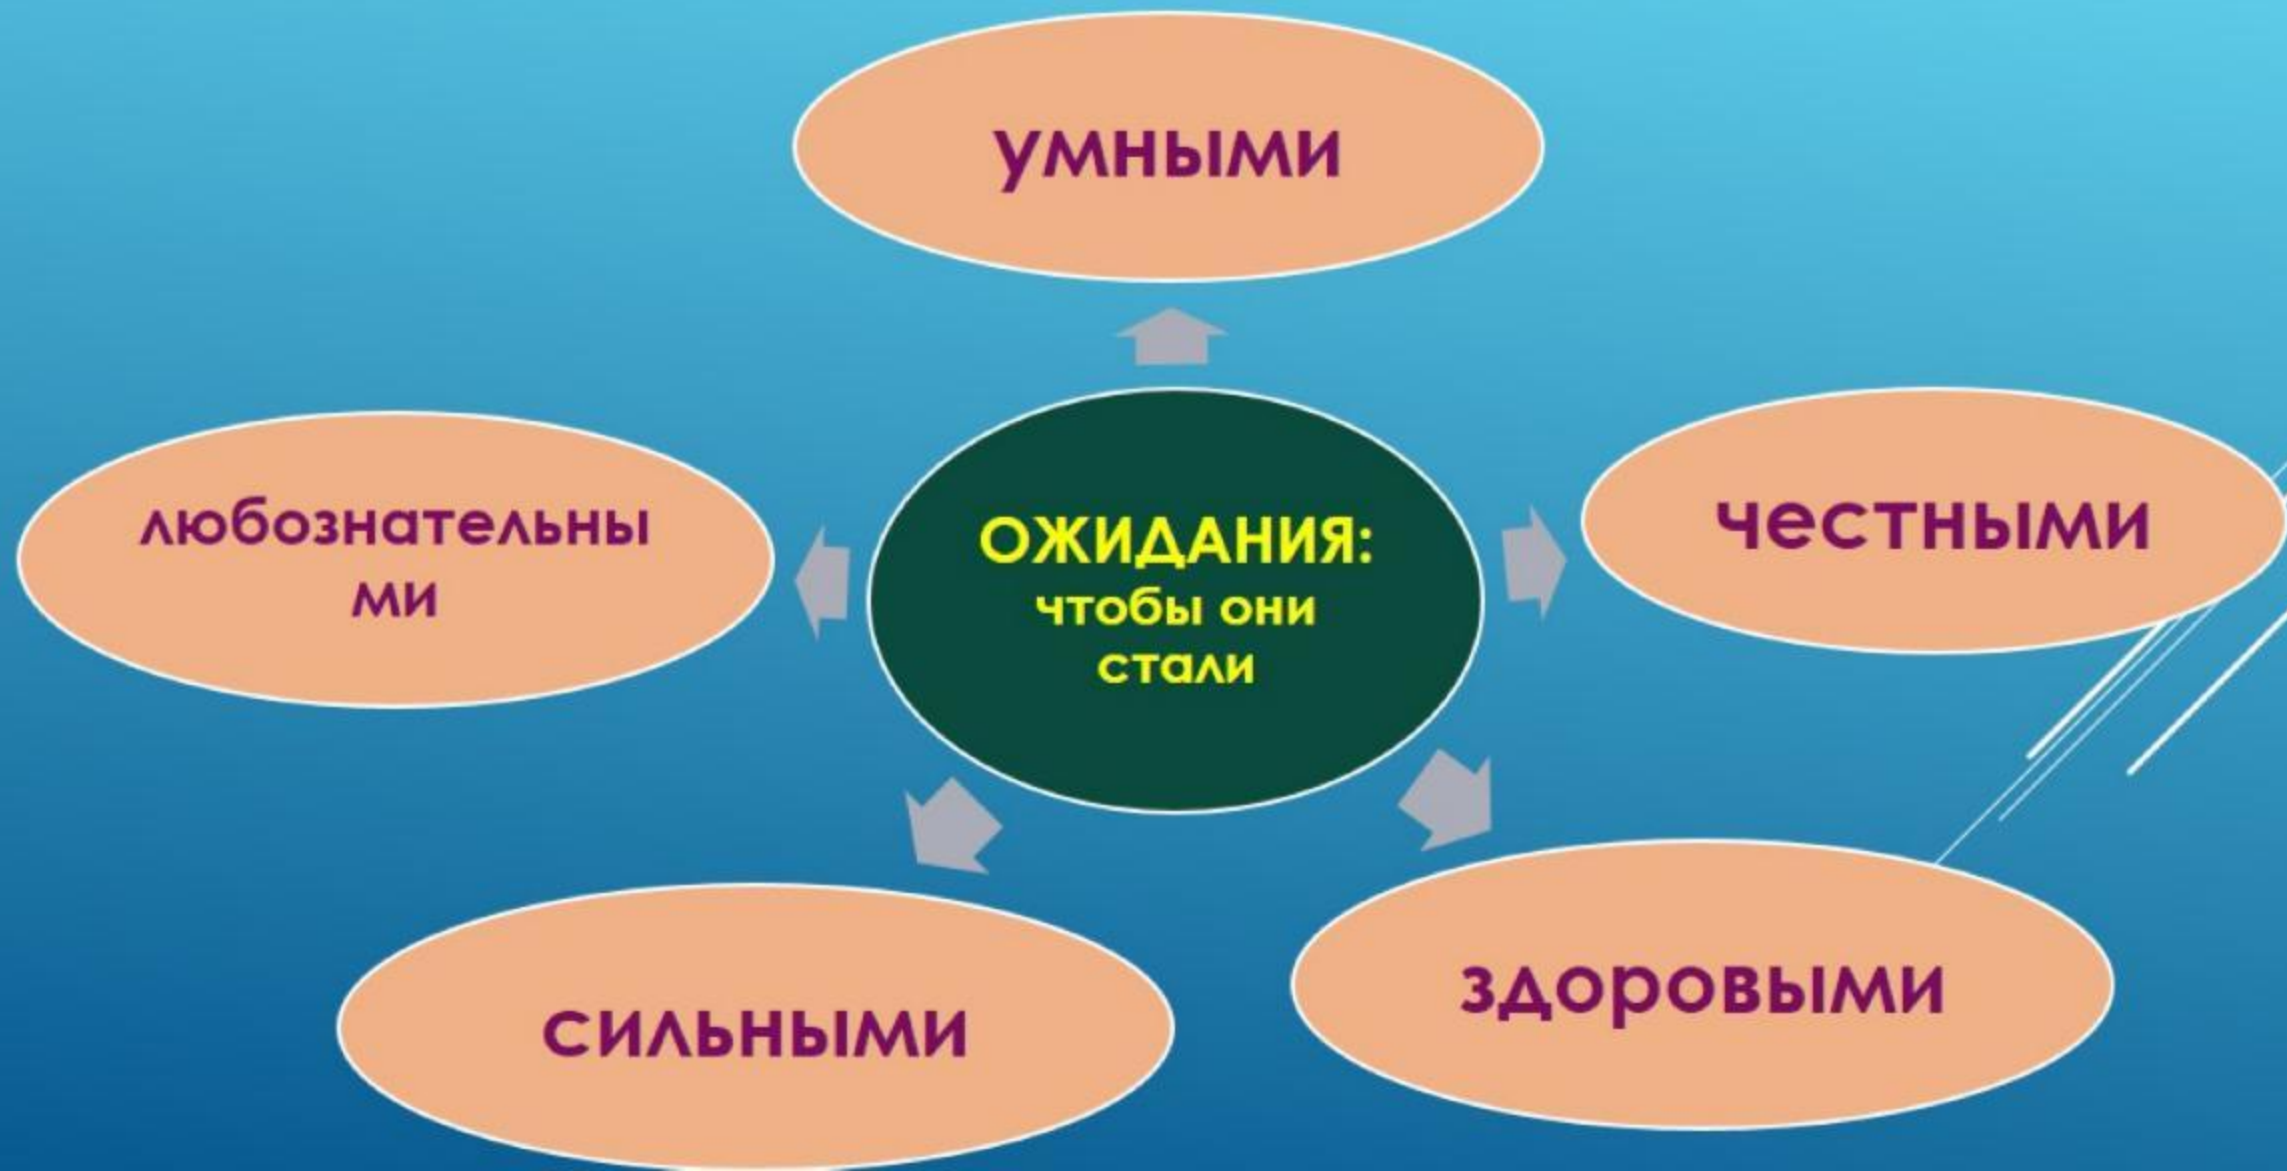 умными
любознательны
ми
ОЖИДАНИЯ:
чтобы они
стали
честными
сильными
здоровыми